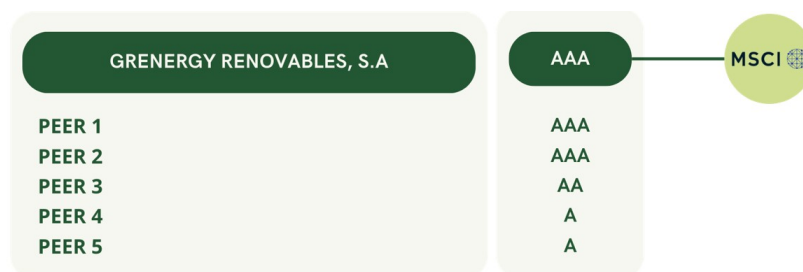 GRENERGY RENOVABLES, S.A AAA MSCI
PEER 1 AAA
PEER 2 AAA
PEER 3 AA
PEER 4 A
PEER 5 A